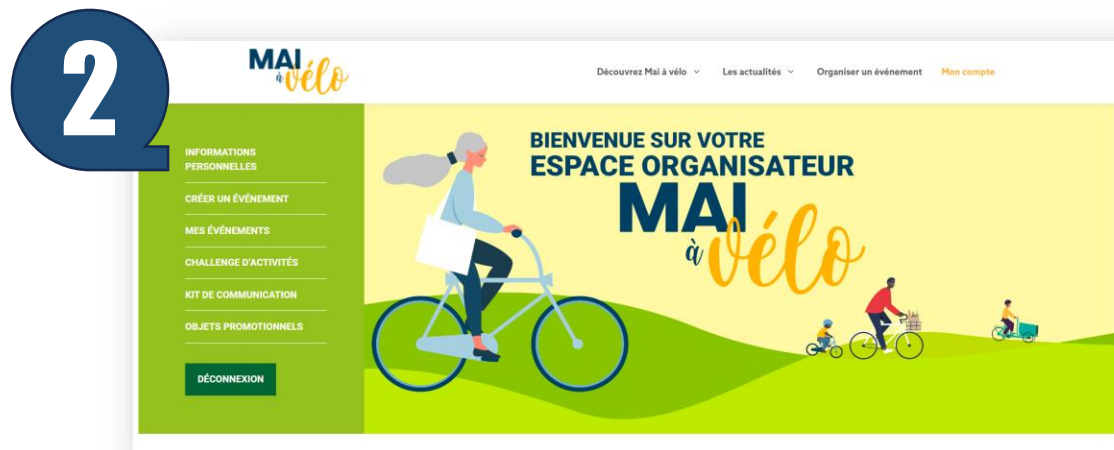 2
MAI
à vélo
Découvrez Mai à vélo
Les actualités
Organiser un événement
Mon compte
INFORMATIONS
PERSONNELLES
CRÉER UN ÉVÉNEMENT
MES ÉVÉNEMENTS
CHALLENGE D'ACTIVITÉS
KIT DE COMMUNICATION
OBJETS PROMOTIONNELS
DÉCONNEXION
BIENVENUE SUR VOTRE
ESPACE ORGANISATEUR
MAI
à vélo